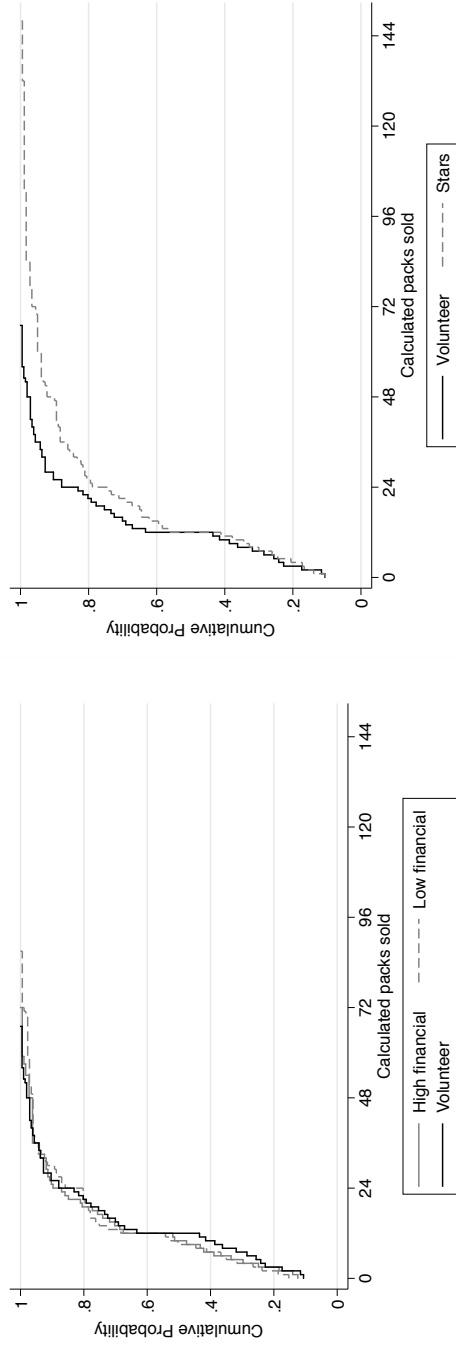 Cumulative Probability
1
.8
.6
.4
.2
0
0 24 48 72 96 120 144
Calculated packs sold
High financial Low financial
Volunteer
Cumulative Probability
1
.8
.6
.4
.2
0
0 24 48 72 96 120 144
Calculated packs sold
Volunteer Stars